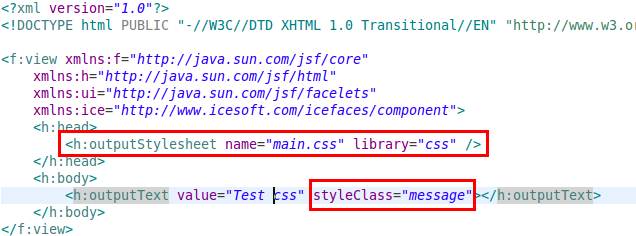 <?xml version="1.0"?>
<!DOCTYPE html PUBLIC "-//W3C//DTD XHTML 1.0 Transitional//EN" "http://www.w3.or
<f:view xmlns:f="http://java.sun.com/jsf/core"
xmlns:h="http://java.sun.com/jsf/html"
xmlns:ui="http://java.sun.com/jsf/facelets"
xmlns:ice="http://www.icesoft.com/icefaces/component">
<h:head>
<h:outputStylesheet name="main.css" library="css" />
</h:head>
<h:body>
<h:outputText value="Test css" styleClass="message"></h:outputText>
</h:body>
</f:view>